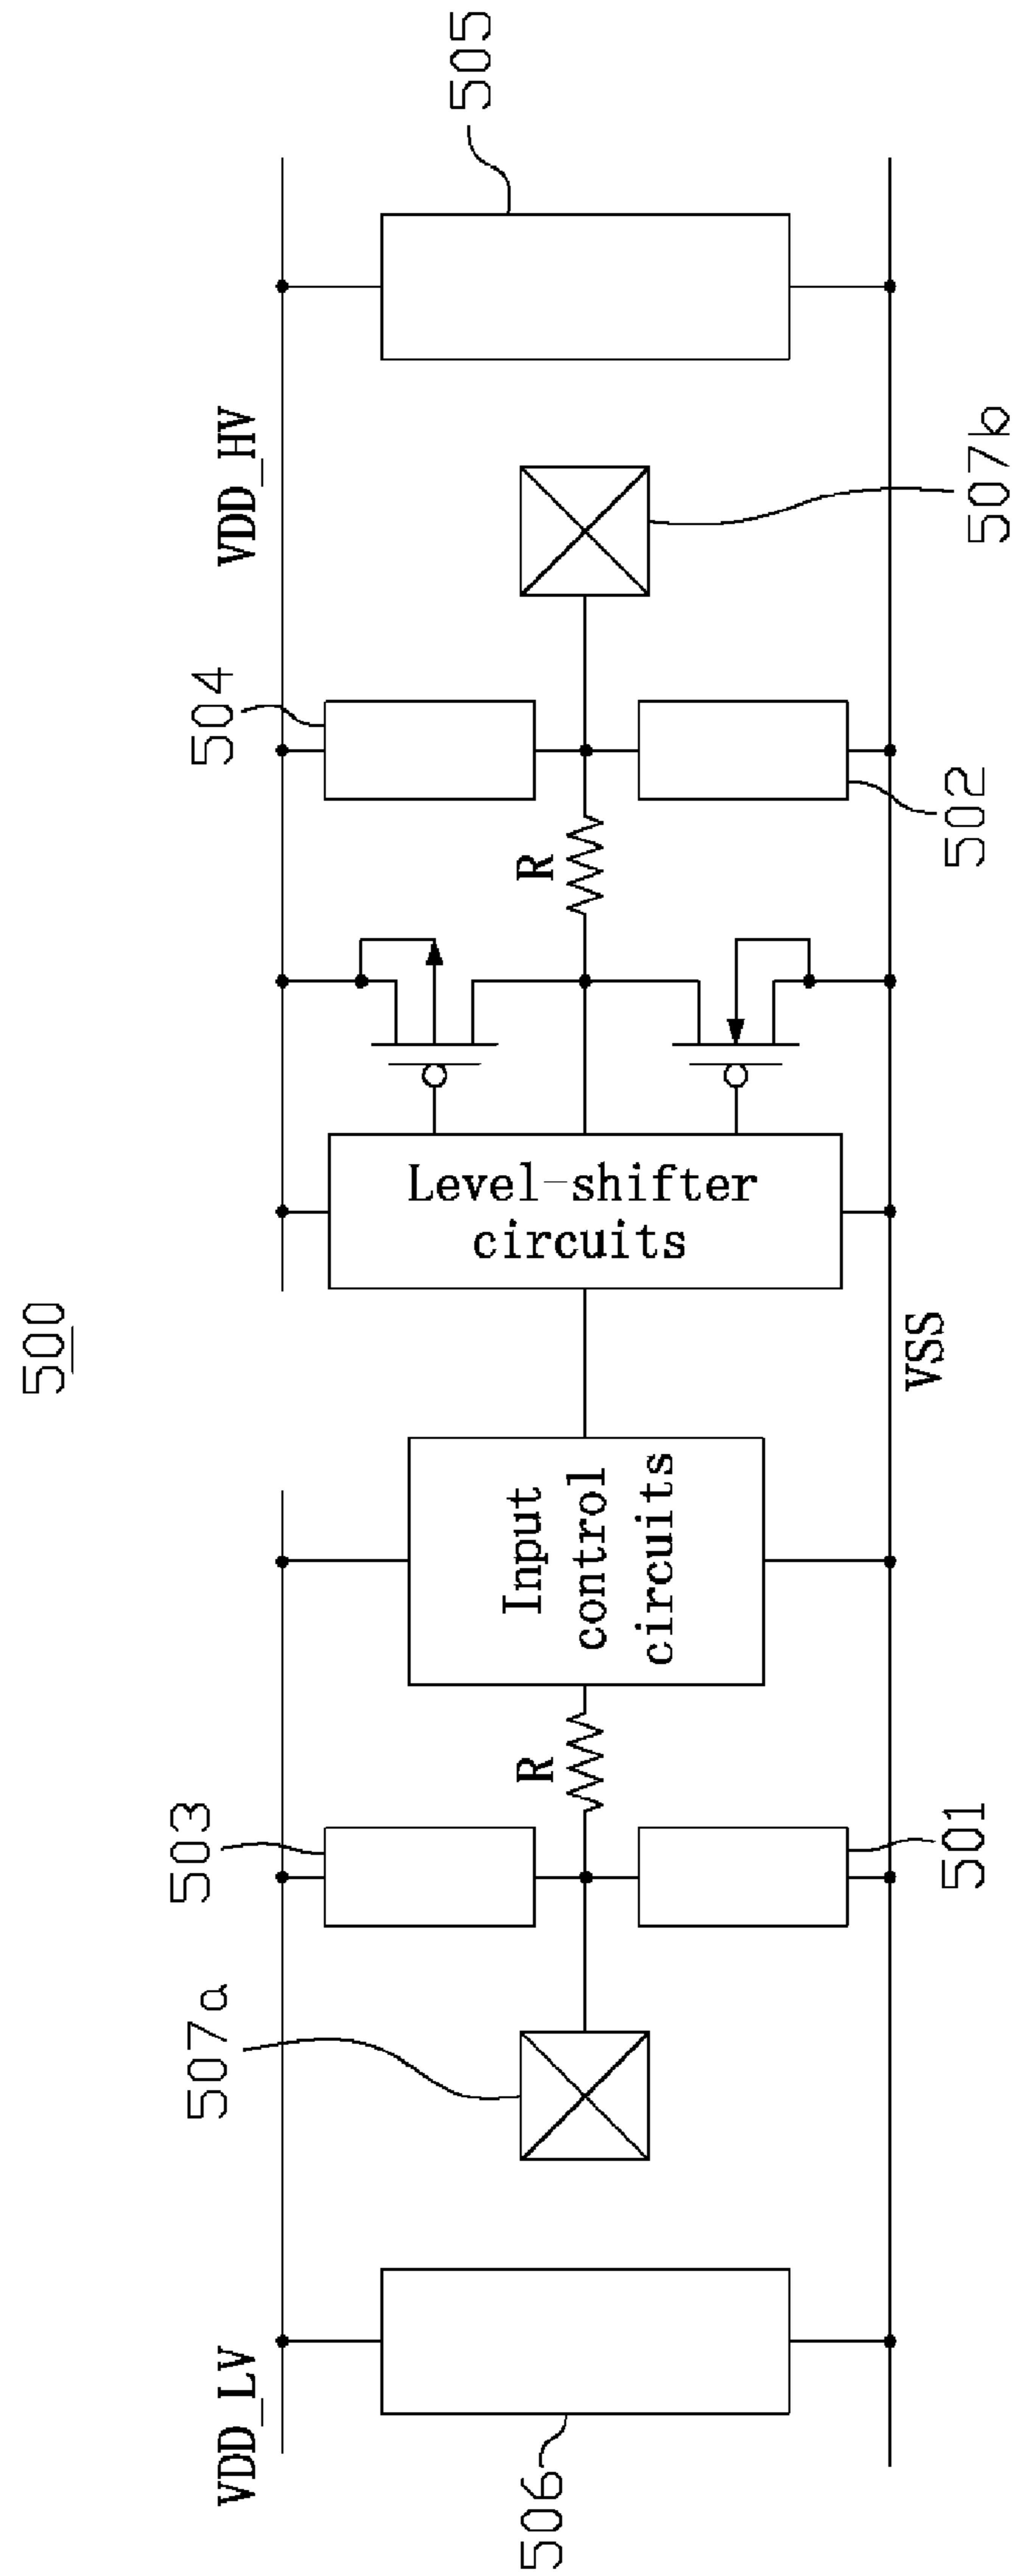 500
VDD_LV
VDD_HV
506
507a
503
501
R
Input
control
circuits
VSS
Level-shifter
circuits
R
504
502
507b
505